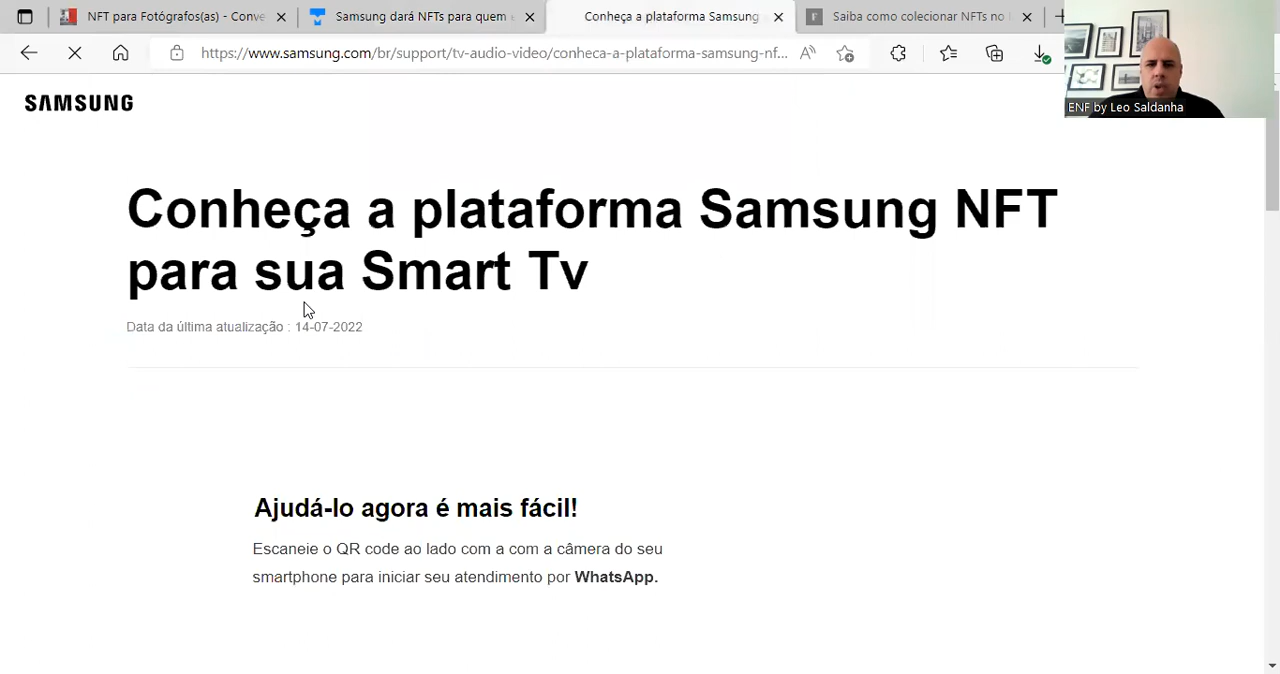 NFT para Fotógrafos(as) - Conve
Samsung dará NFTs para quem
Conheça a plataforma Samsung
Saiba como colecionar NFTs no
https://www.samsung.com/br/support/tv-audio-video/conheca-a-plataforma-samsung-nf...
ENF by Leo Saldanha
SAMSUNG
Conheça a plataforma Samsung NFT
para sua Smart Tv
Data da última atualização : 14-07-2022
Ajudá-lo agora é mais fácil!
Escaneie o QR code ao lado com a com a câmera do seu
smartphone para iniciar seu atendimento por WhatsApp.